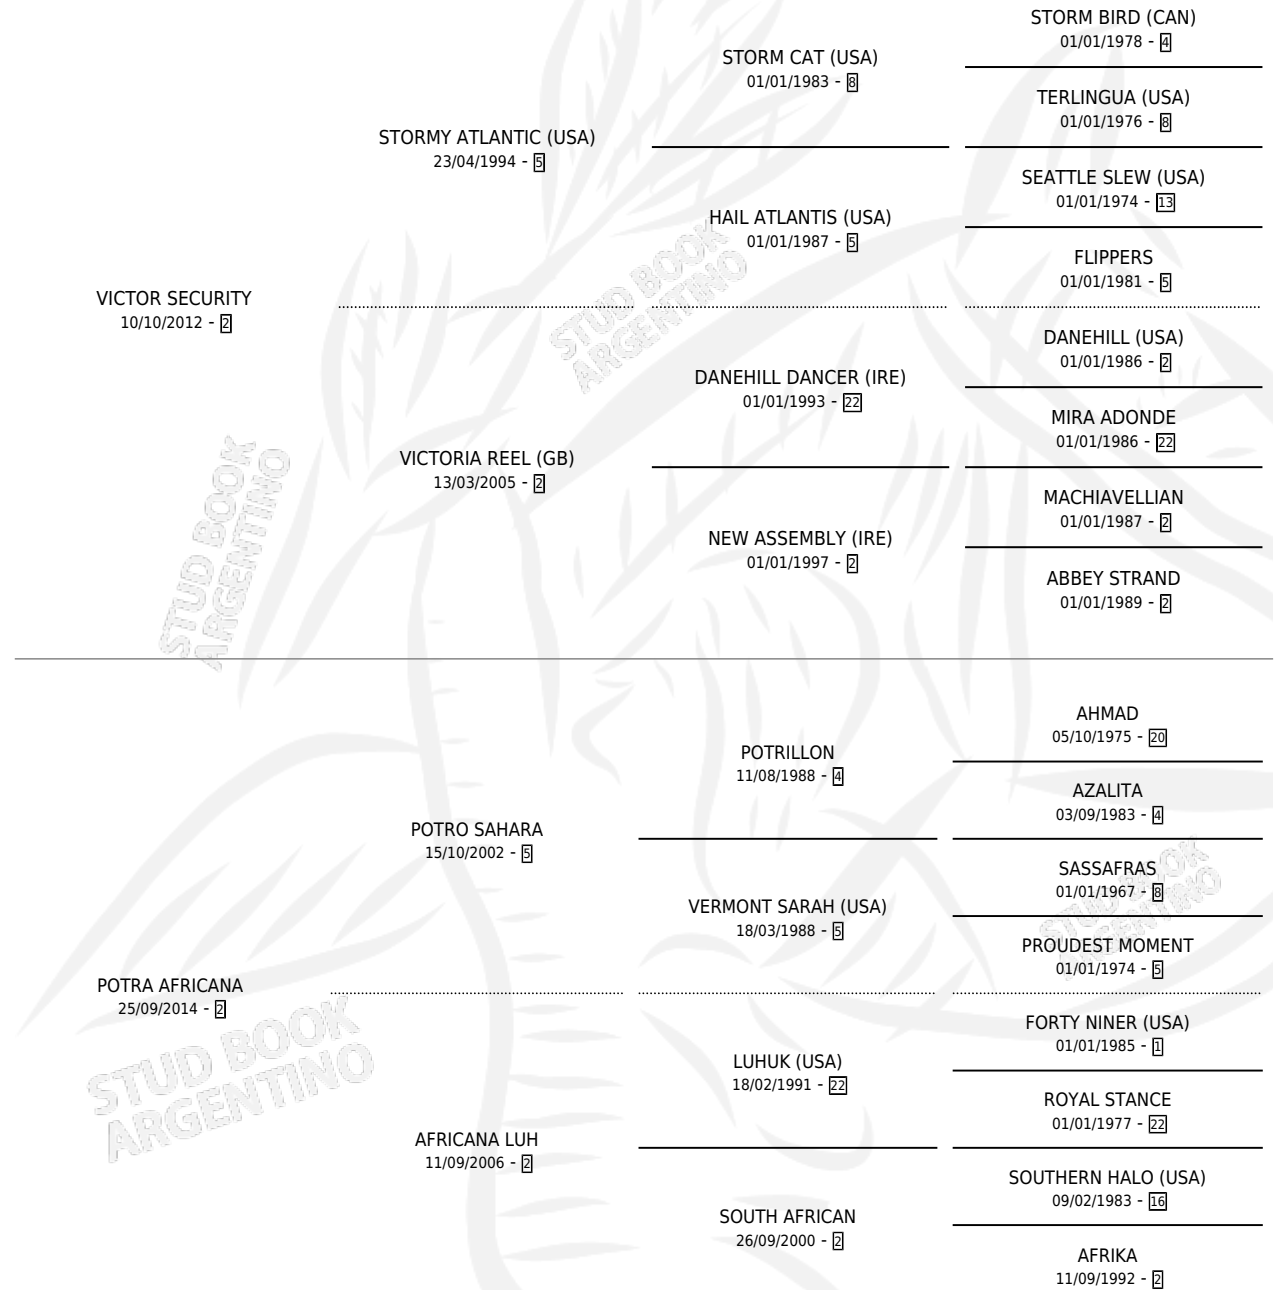 STORM BIRD (CAN)
01/01/1978 - 4
STORM CAT (USA)
01/01/1983 - 8
TERLINGUA (USA)
01/01/1976 - 8
STORMY ATLANTIC (USA)
23/04/1994 - 5
SEATTLE SLEW (USA)
01/01/1974 - 13
HAIL ATLANTIS (USA)
01/01/1987 - 5
FLIPPERS
01/01/1981 - 5
VICTOR SECURITY
10/10/2012 - 2
STUD BOOK
ARGENTINO
DANEHILL (USA)
01/01/1986 - 2
DANEHILL DANCER (IRE)
01/01/1993 - 22
MIRA ADONDE
01/01/1986 - 22
VICTORIA REEL (GB)
13/03/2005 - 2
MACHIAVELLIAN
01/01/1987 - 2
NEW ASSEMBLY (IRE)
01/01/1997 - 2
ABBEY STRAND
01/01/1989 - 2
STUD BOOK
ARGENTINO
AHMAD
05/10/1975 - 20
POTRILLON
11/08/1988 - 4
AZALITA
03/09/1983 - 4
POTRO SAHARA
15/10/2002 - 5
SASSAFRAS
01/01/1967 - 8
VERMONT SARAH (USA)
18/03/1988 - 5
PROUDEST MOMENT
01/01/1974 - 5
STUD BOOK
ARGENTINO
POTRA AFRICANA
25/09/2014 - 2
FORTY NINER (USA)
01/01/1985 - 1
LUHUK (USA)
18/02/1991 - 22
ROYAL STANCE
01/01/1977 - 22
STUD BOOK
ARGENTINO
AFRICANA LUH
11/09/2006 - 2
SOUTHERN HALO (USA)
09/02/1983 - 16
SOUTH AFRICAN
26/09/2000 - 2
AFRIKA
11/09/1992 - 2